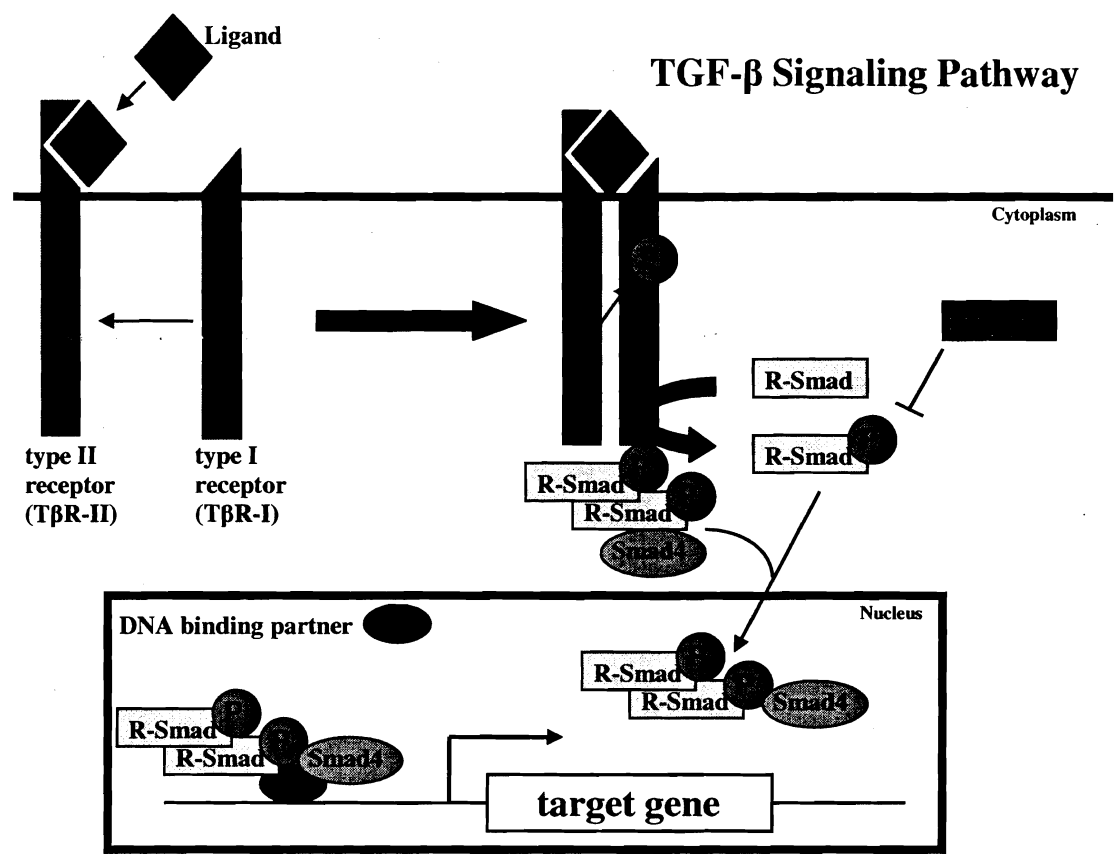 Ligand
TGF-β Signaling Pathway
Cytoplasm
R-Smad
R-Smad
type II
receptor
(TβR-II)
type I
receptor
(TβR-I)
R-Smad
R-Smad
Smad4
Nucleus
DNA binding partner
R-Smad
P
R-Smad
Smad4
P
R-Smad
P
R-Smad
Smad4
target gene